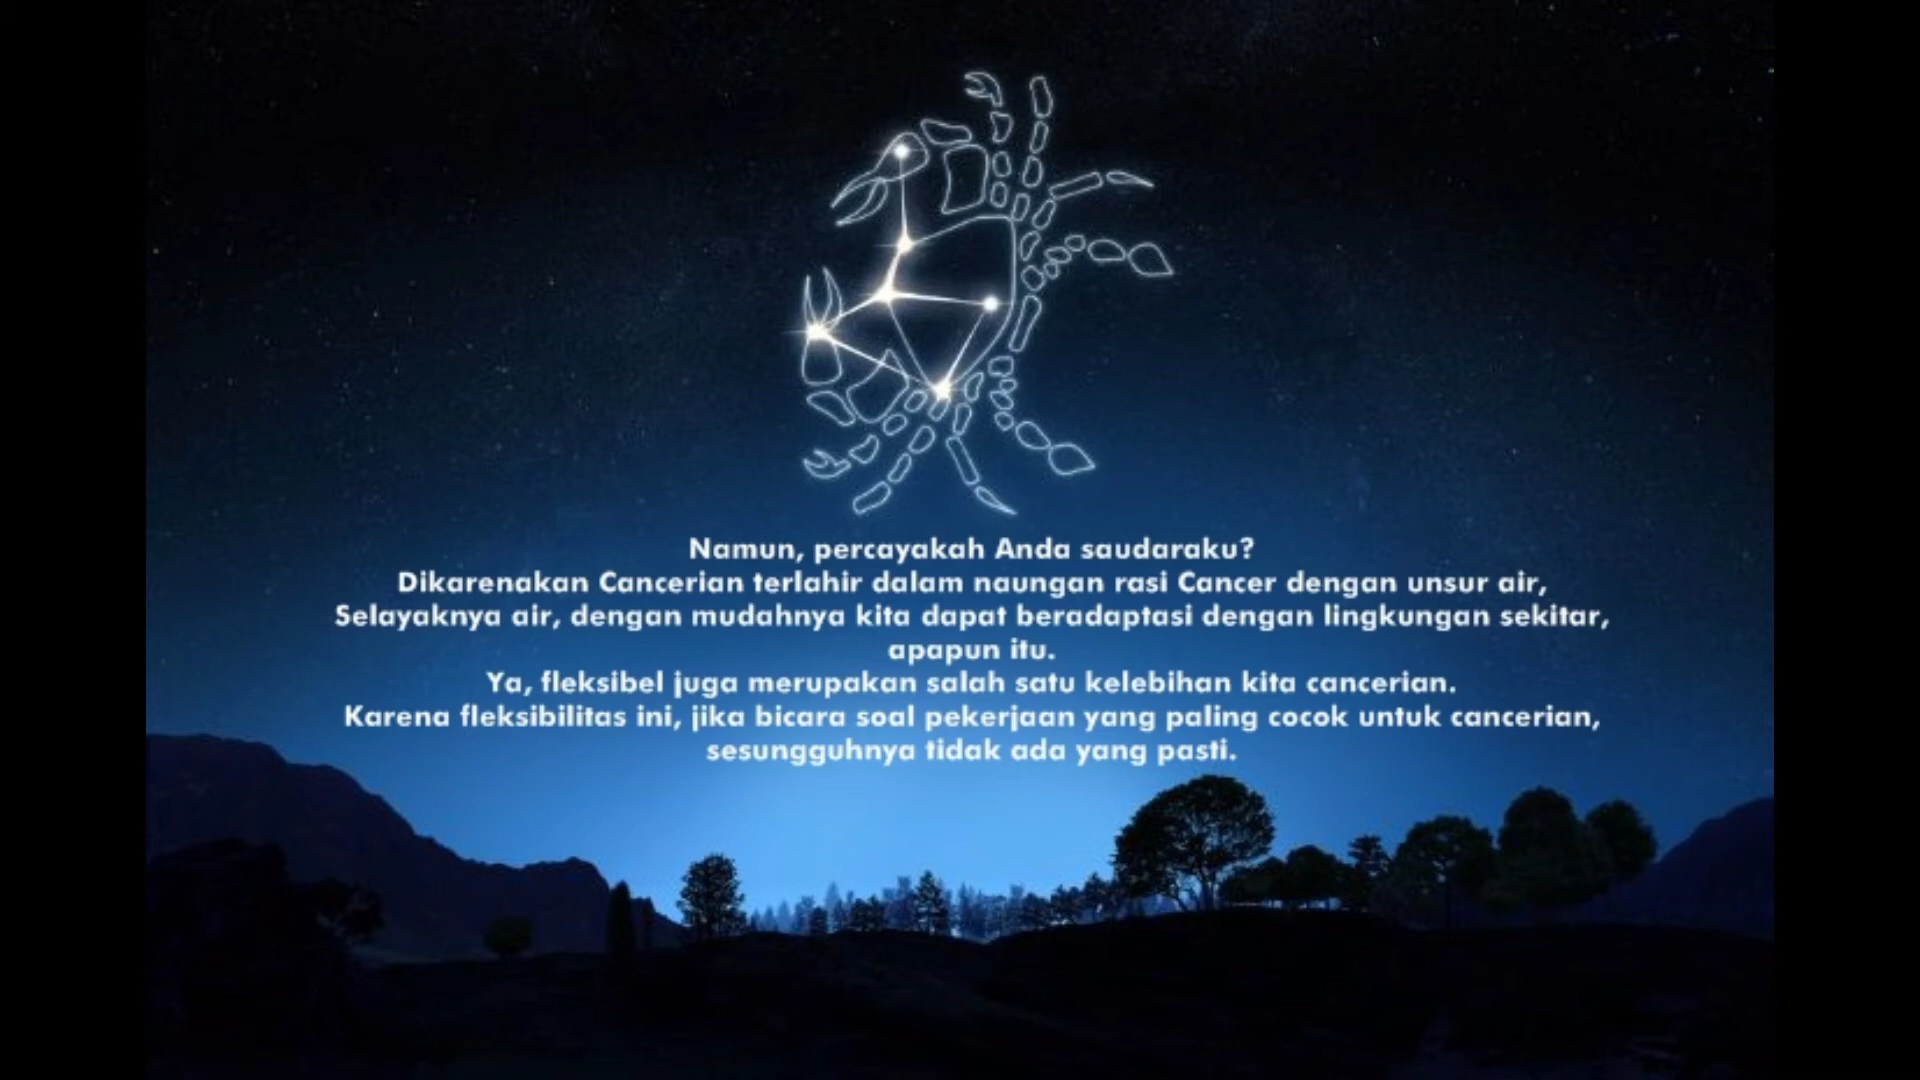 Namun, percayakah Anda saudaraku?
Dikarenakan Cancerian terlahir dalam naungan rasi Cancer dengan unsur air,
Selayaknya air, dengan mudahnya kita dapat beradaptasi dengan lingkungan sekitar,
apapun itu.
Ya, fleksibel juga merupakan salah satu kelebihan kita cancerian.
Karena fleksibilitas ini, jika bicara soal pekerjaan yang paling cocok untuk cancerian,
sesungguhnya tidak ada yang pasti.